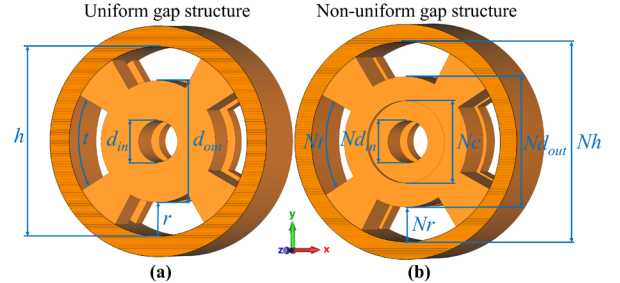 Uniform gap structure
Non-uniform gap structure
h
t
d_in
d_out
r
Nt
Nd_in
Nc
Nd_out
Nh
Nr
y
z
x
(a)
(b)